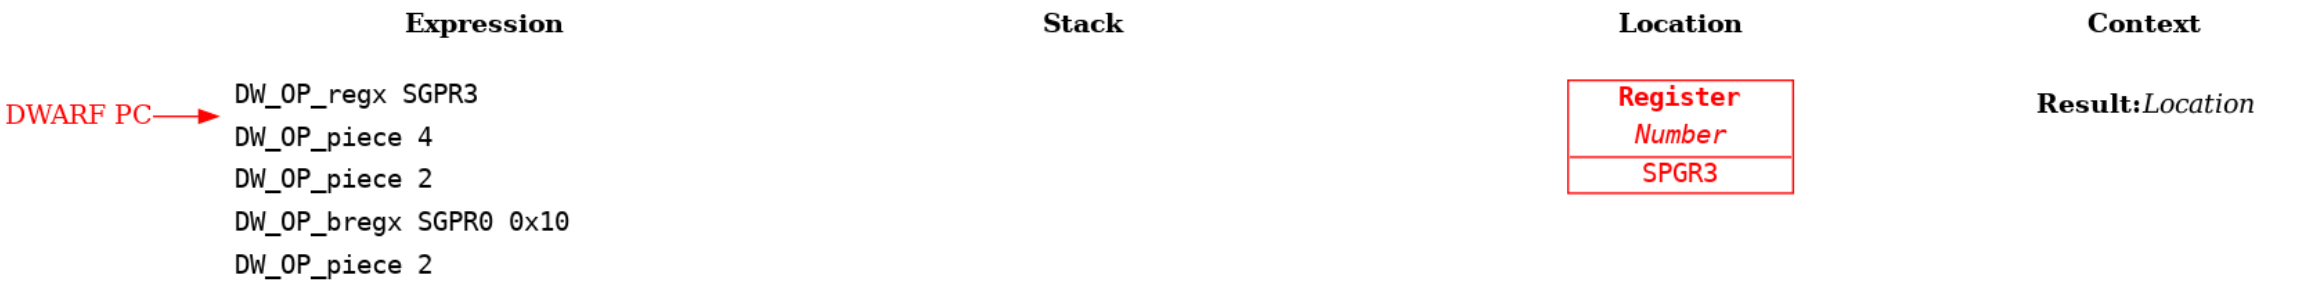 Expression Stack Location Context
DW_OP_regx SGPR3
DWARF PC
DW_OP_piece 4
DW_OP_piece 2
DW_OP_bregx SGPR0 0x10
DW_OP_piece 2
Register
Number
SPGR3
Result:Location